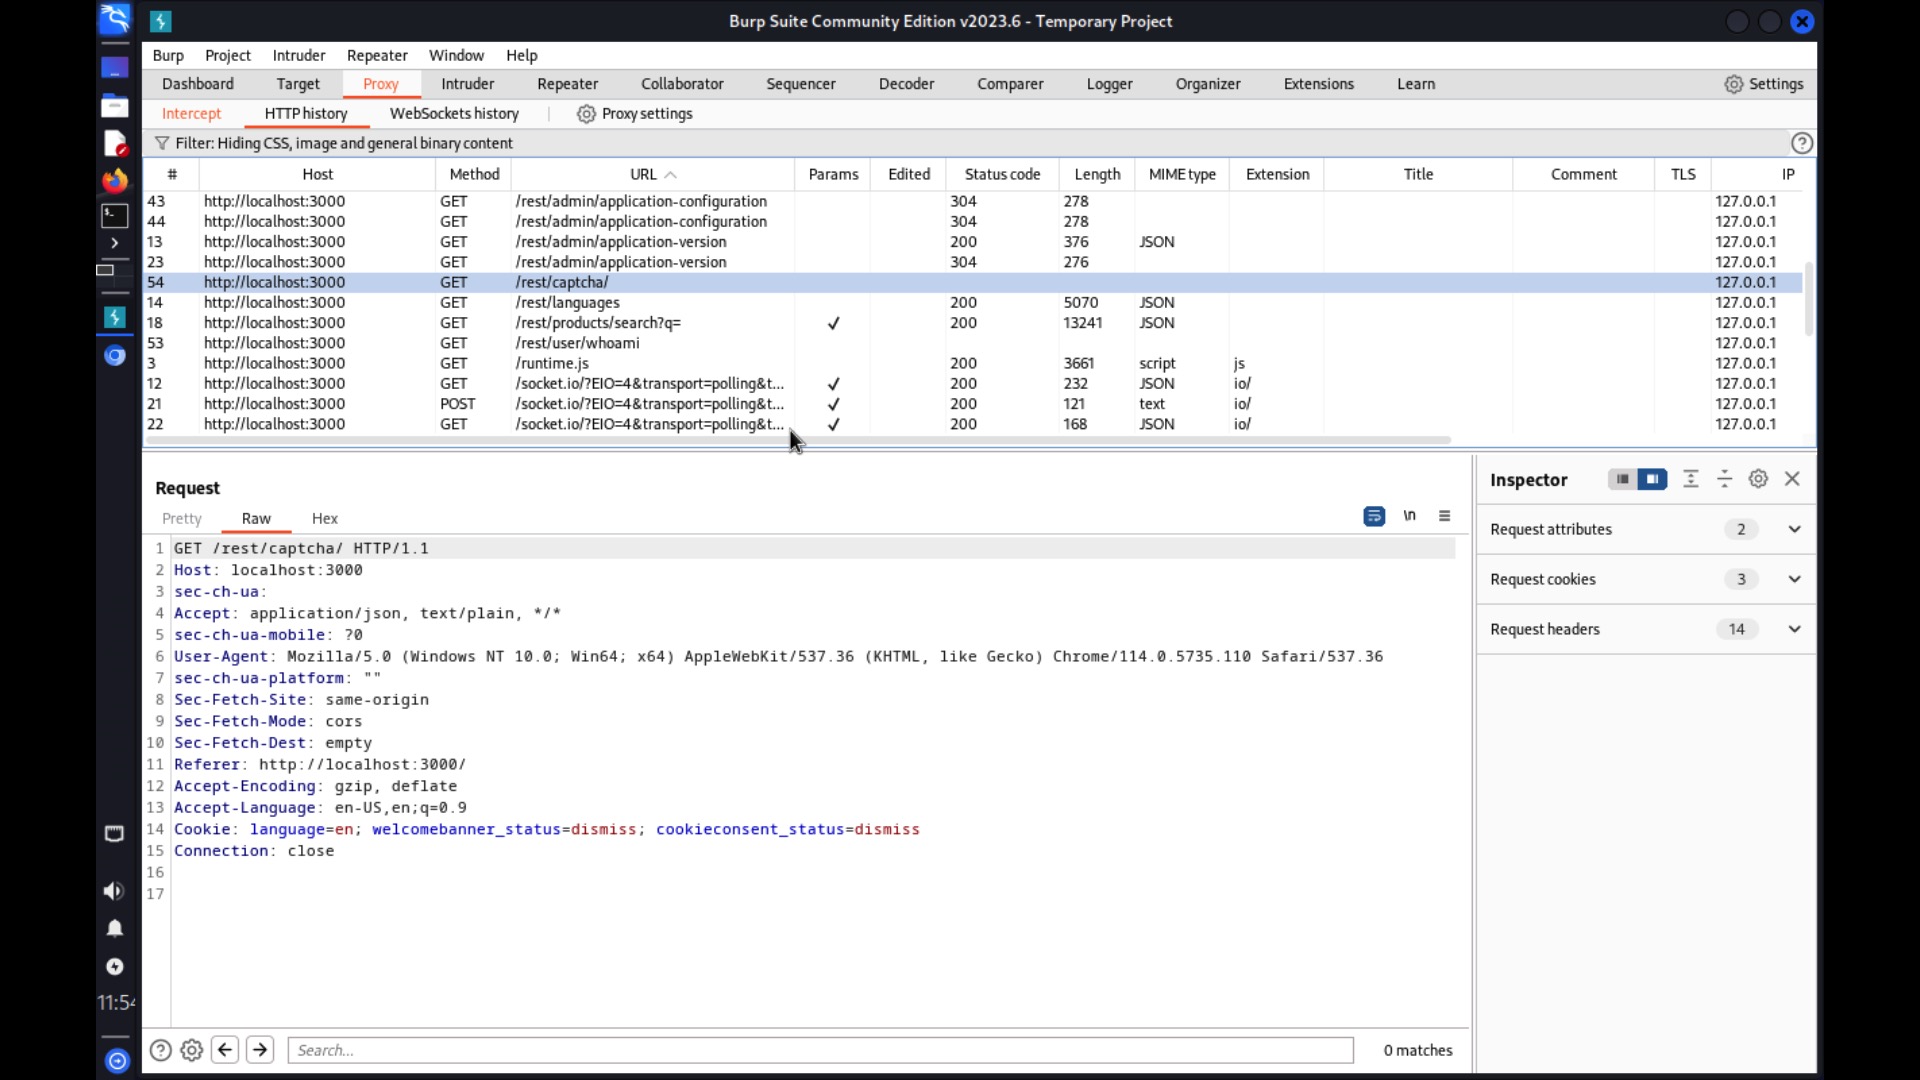 Burp Suite Community Edition v2023.6 - Temporary Project
Burp Project Intruder Repeater Window Help
Dashboard Target Proxy Intruder Repeater Collaborator Sequencer Decoder Comparer Logger Organizer Extensions Learn Settings
Intercept HTTP history WebSockets history Proxy settings
Filter: Hiding CSS, image and general binary content
# Host Method URL Params Edited Status code Length MIME type Extension Title Comment TLS IP
43 http://localhost:3000 GET /rest/admin/application-configuration 304 278 127.0.0.1
44 http://localhost:3000 GET /rest/admin/application-configuration 304 278 127.0.0.1
13 http://localhost:3000 GET /rest/admin/application-version 200 376 JSON 127.0.0.1
23 http://localhost:3000 GET /rest/admin/application-version 304 276 127.0.0.1
54 http://localhost:3000 GET /rest/captcha/ 127.0.0.1
14 http://localhost:3000 GET /rest/languages 200 5070 JSON 127.0.0.1
18 http://localhost:3000 GET /rest/products/search?q= ✓ 200 13241 JSON 127.0.0.1
53 http://localhost:3000 GET /rest/user/whoami 127.0.0.1
3 http://localhost:3000 GET /runtime.js 200 3661 script js 127.0.0.1
12 http://localhost:3000 GET /socket.io/?EIO=4&transport=polling&t... ✓ 200 232 JSON io/ 127.0.0.1
21 http://localhost:3000 POST /socket.io/?EIO=4&transport=polling&t... ✓ 200 121 text io/ 127.0.0.1
22 http://localhost:3000 GET /socket.io/?EIO=4&transport=polling&t... ✓ 200 168 JSON io/ 127.0.0.1
Request
Pretty Raw Hex \n
1 GET /rest/captcha/ HTTP/1.1
2 Host: localhost:3000
3 sec-ch-ua:
4 Accept: application/json, text/plain, */*
5 sec-ch-ua-mobile: ?0
6 User-Agent: Mozilla/5.0 (Windows NT 10.0; Win64; x64) AppleWebKit/537.36 (KHTML, like Gecko) Chrome/114.0.5735.110 Safari/537.36
7 sec-ch-ua-platform: ""
8 Sec-Fetch-Site: same-origin
9 Sec-Fetch-Mode: cors
10 Sec-Fetch-Dest: empty
11 Referer: http://localhost:3000/
12 Accept-Encoding: gzip, deflate
13 Accept-Language: en-US,en;q=0.9
14 Cookie: language=en; welcomebanner_status=dismiss; cookieconsent_status=dismiss
15 Connection: close
16
17
Search... 0 matches
Inspector
Request attributes 2
Request cookies 3
Request headers 14
11:54